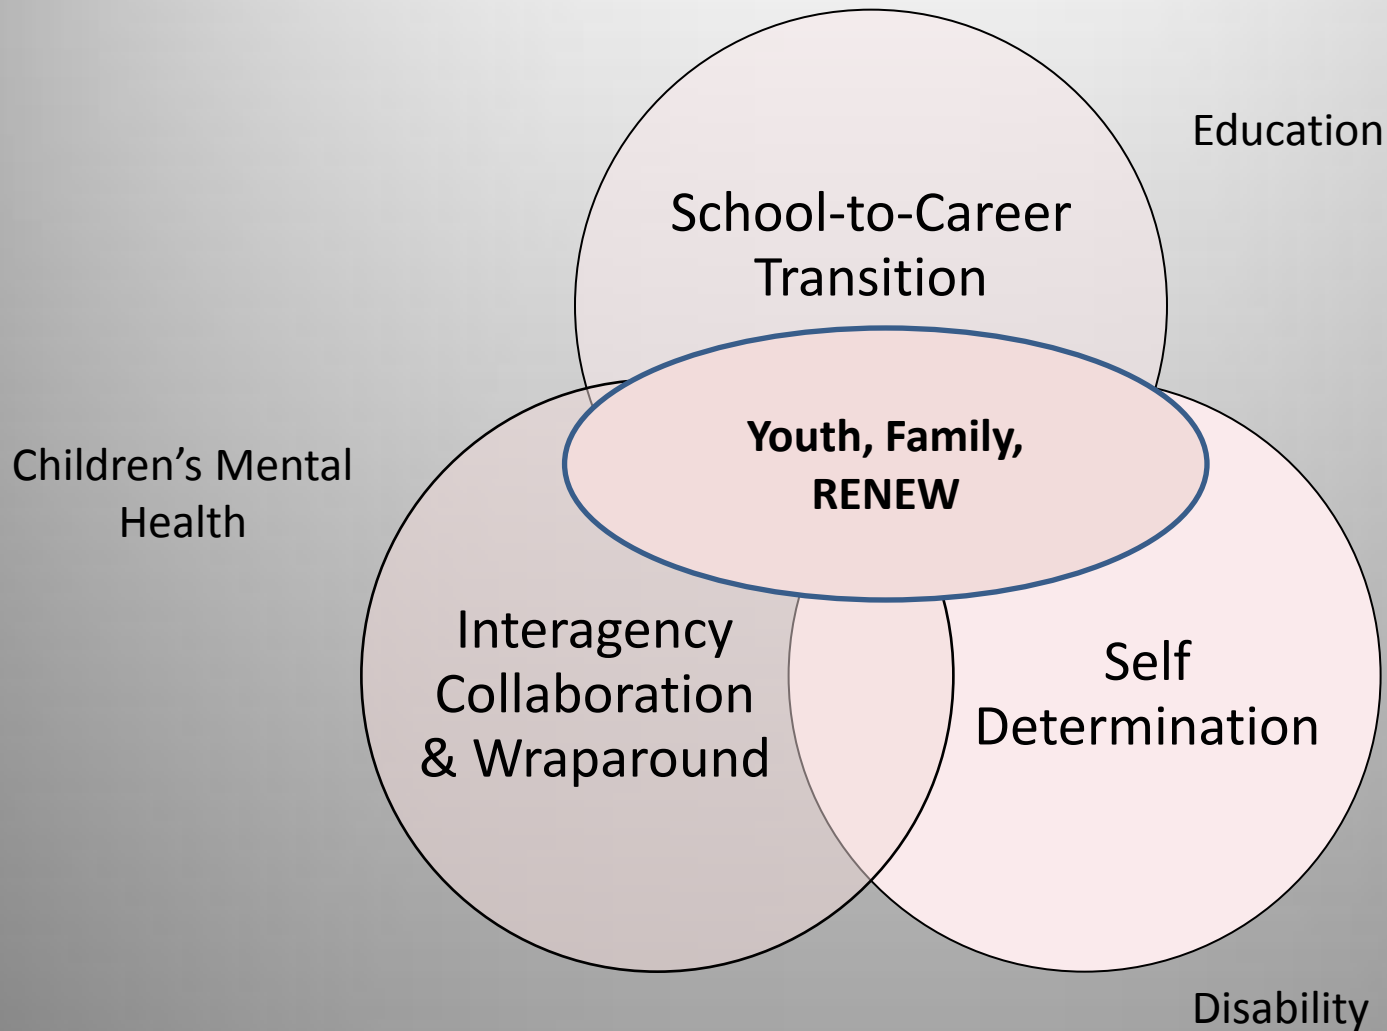 Education
School-to-Career
Transition
Youth, Family,
RENEW
Children’s Mental
Health
Interagency
Collaboration
& Wraparound
Self
Determination
Disability